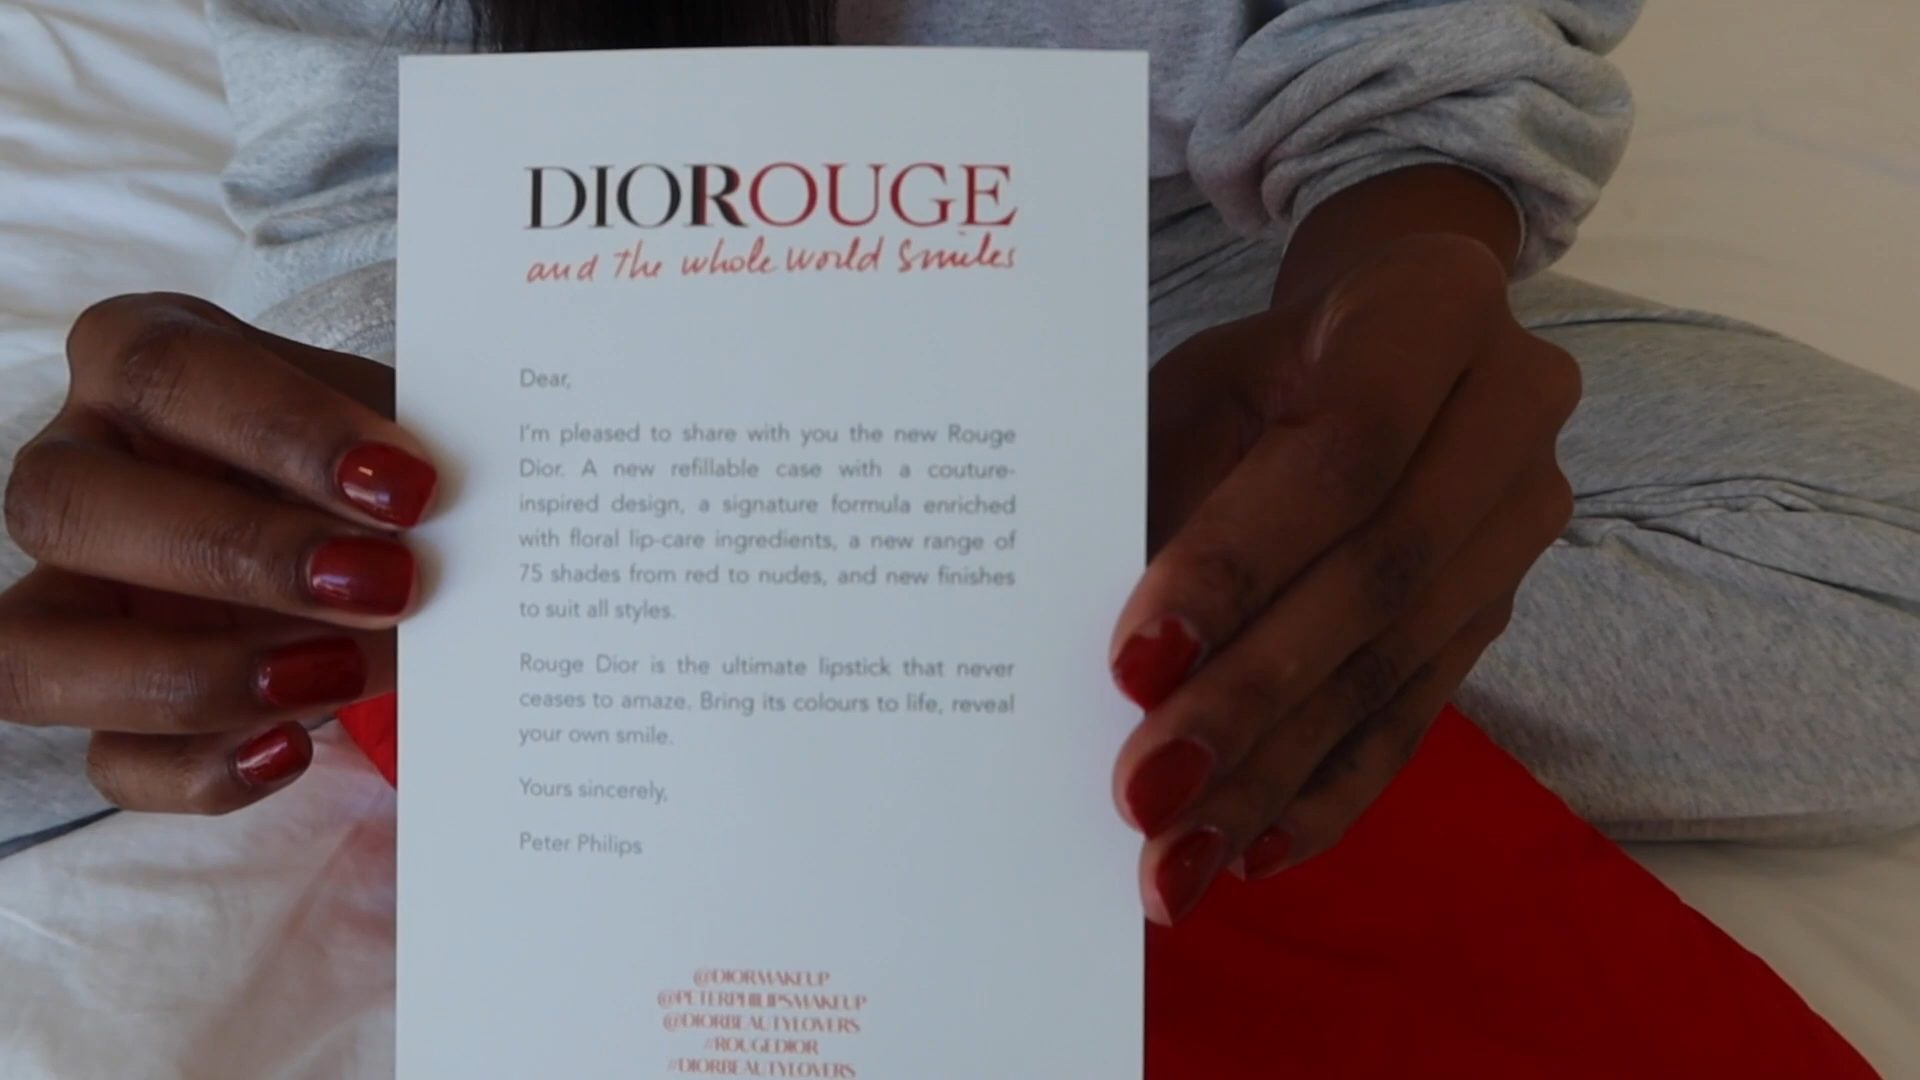 DIOROUGE
and the whole world smiles
Dear,
I'm pleased to share with you the new Rouge
Dior. A new refillable case with a couture-
inspired design, a signature formula enriched
with floral lip-care ingredients, a new range of
75 shades from red to nudes, and new finishes
to suit all styles.
Rouge Dior is the ultimate lipstick that never
ceases to amaze. Bring its colours to life, reveal
your own smile.
Yours sincerely,
Peter Philips
@DIORMAKEUP
@PETERPHILIPSMAKEUP
@DIORBEAUTYLOVERS
#ROUGEDIOR
#DIORBEAUTYLOVERS